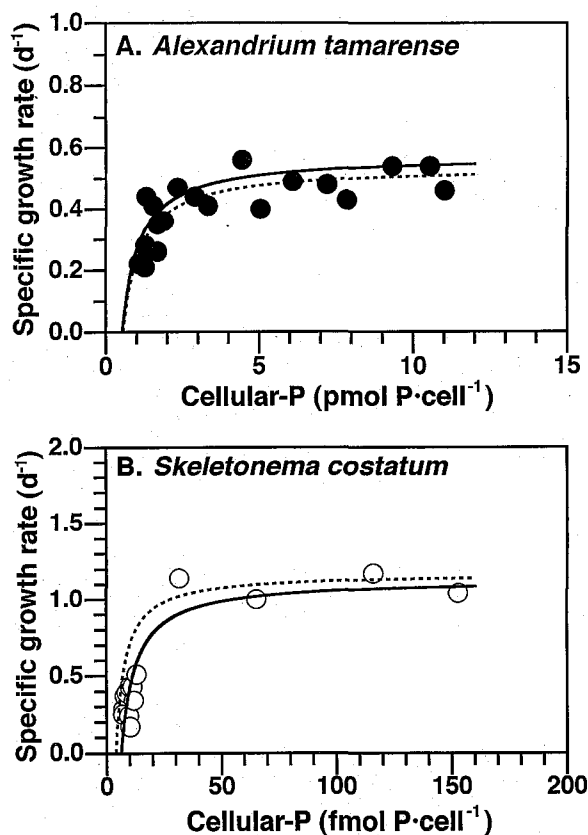 A. Alexandrium tamarense
Specific growth rate (d⁻¹)
1.0
0.8
0.6
0.4
0.2
0.0
0 5 10 15
Cellular-P (pmol P·cell⁻¹)
B. Skeletonema costatum
Specific growth rate (d⁻¹)
2.0
1.5
1.0
0.5
0.0
0 50 100 150 200
Cellular-P (fmol P·cell⁻¹)